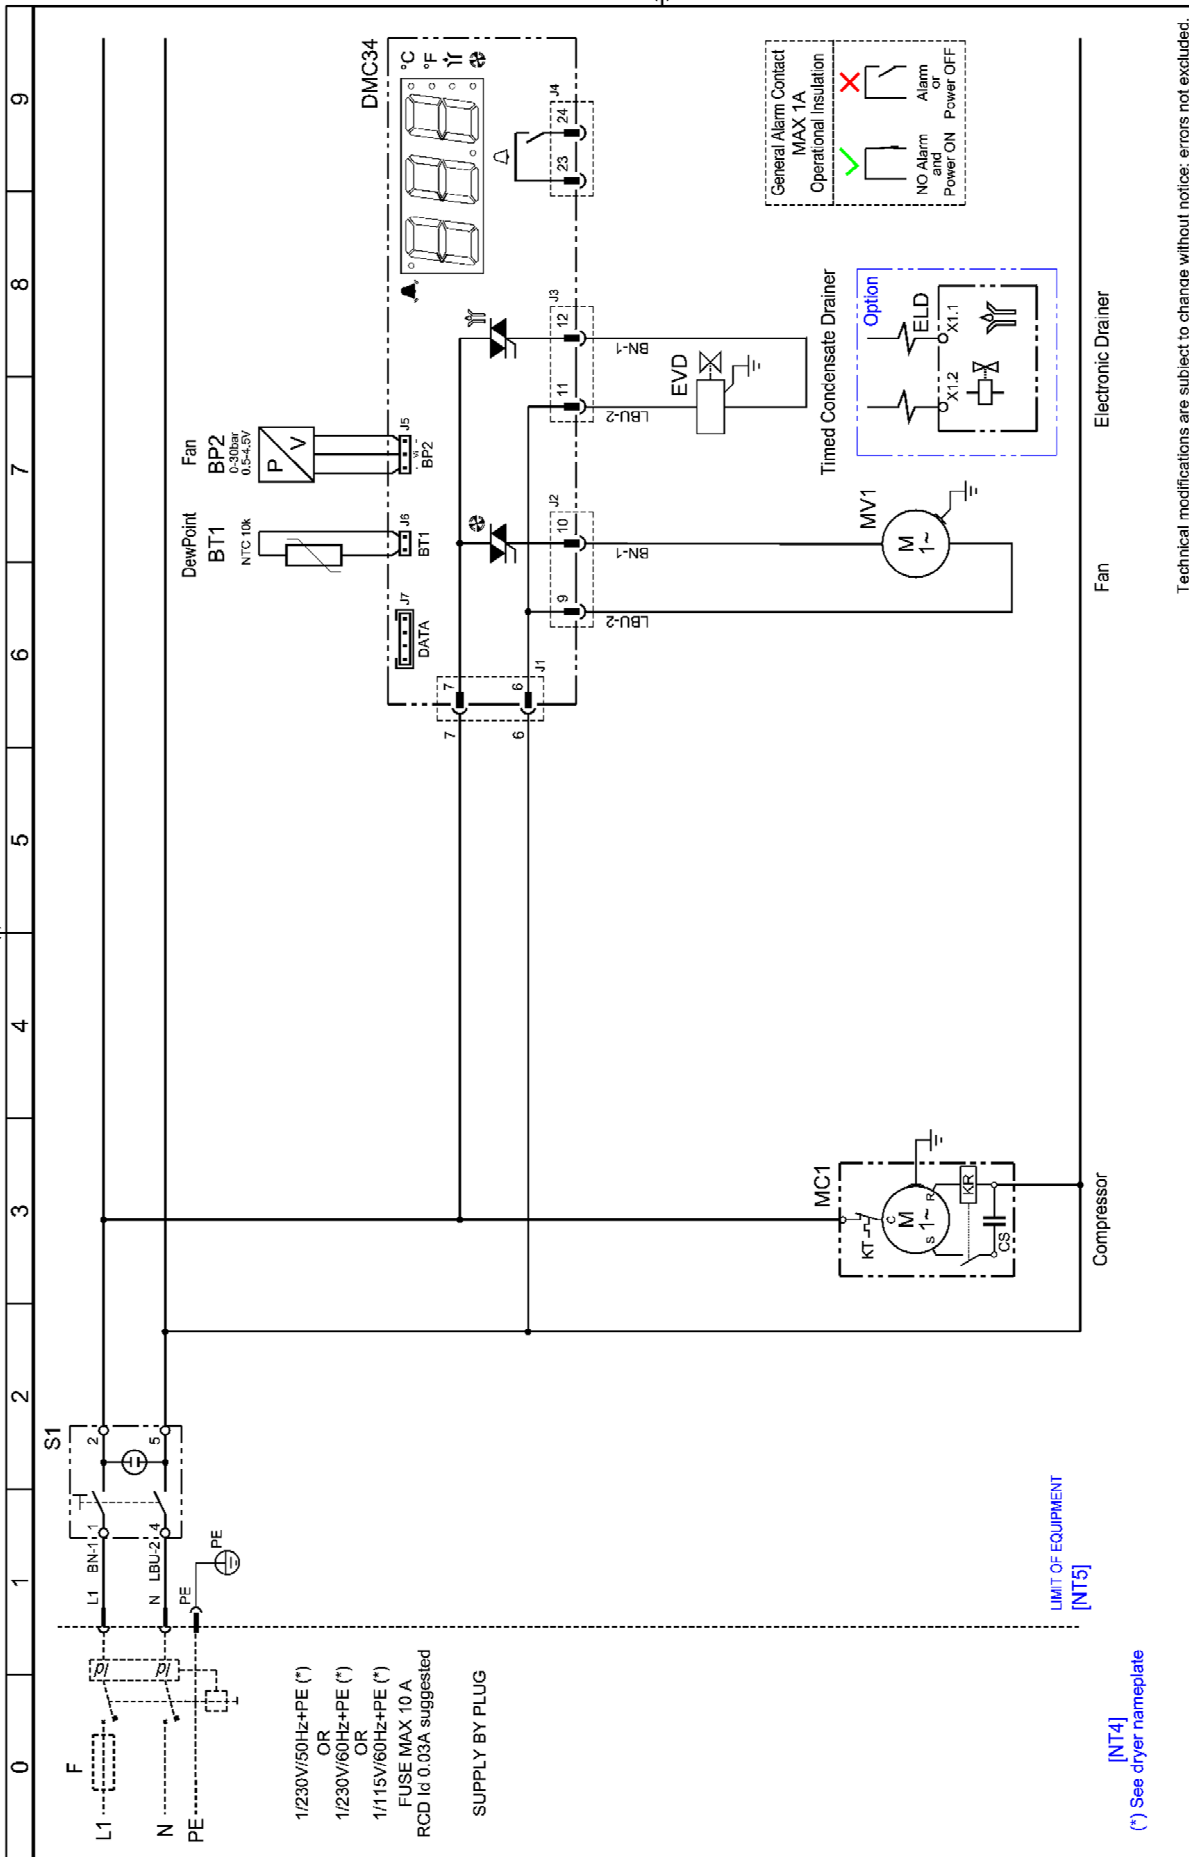 0 1 2 3 4 5 6 7 8 9
F
L1
N
PE
Id
Id
1/230V/50Hz+PE (*)
OR
1/230V/60Hz+PE (*)
OR
1/115V/60Hz+PE (*)
FUSE MAX 10 A
RCD Id 0.03A suggested
SUPPLY BY PLUG
[NT4]
(*) See dryer nameplate
LIMIT OF EQUIPMENT
[NT5]
L1 BN-1 1
N LBU-2 4
PE
PE
S1
2
5
MC1
KT
C
M
1~
S
R
KR
CS
Compressor
7
6
7
6
J1
DMC34
DewPoint
BT1
NTC 10k
Fan
BP2
0-30bar
0.5-4.5V
P
V
J7
DATA
J6
BT1
J5
BP2
°C
°F
9
10
J2
11
12
J3
23
24
J4
LBU-2
BN-1
LBU-2
BN-1
MV1
M
1~
Fan
EVD
Timed Condensate Drainer
Option
ELD
X1.2
X1.1
Electronic Drainer
General Alarm Contact
MAX 1A
Operational Insulation
NO Alarm
and
Power ON
Alarm
or
Power OFF
Technical modifications are subject to change without notice; errors not excluded.